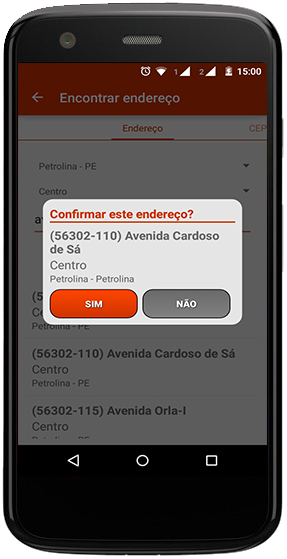 1 2 15:00
Encontrar endereço
Endereço CEP
Petrolina - PE
Centro
Confirmar este endereço?
(56302-110) Avenida Cardoso
de Sá
Centro
Petrolina - Petrolina
SIM NÃO
Petrolina - PE
(56302-110) Avenida Cardoso de Sá
Centro
Petrolina - PE
(56302-115) Avenida Orla-I
Centro
Petrolina - PE